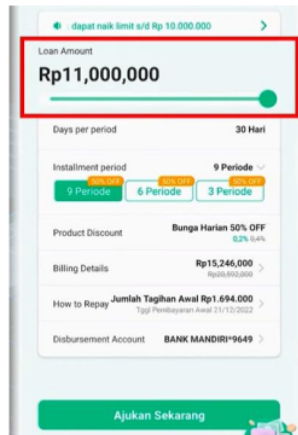 : dapat naik limit s/d Rp 10.000.000
Loan Amount
Rp11,000,000
Days per period 30 Hari
Installment period 9 Periode
50% OFF 50% OFF 50% OFF
9 Periode 6 Periode 3 Periode
Product Discount Bunga Harian 50% OFF
0,2% 0,4%
Billing Details Rp15,246,000
Rp20,592,000
How to Repay Jumlah Tagihan Awal Rp1.694.000
Tggl Pembayaran Awal 21/12/2022
Disbursement Account BANK MANDIRI*9649
Ajukan Sekarang